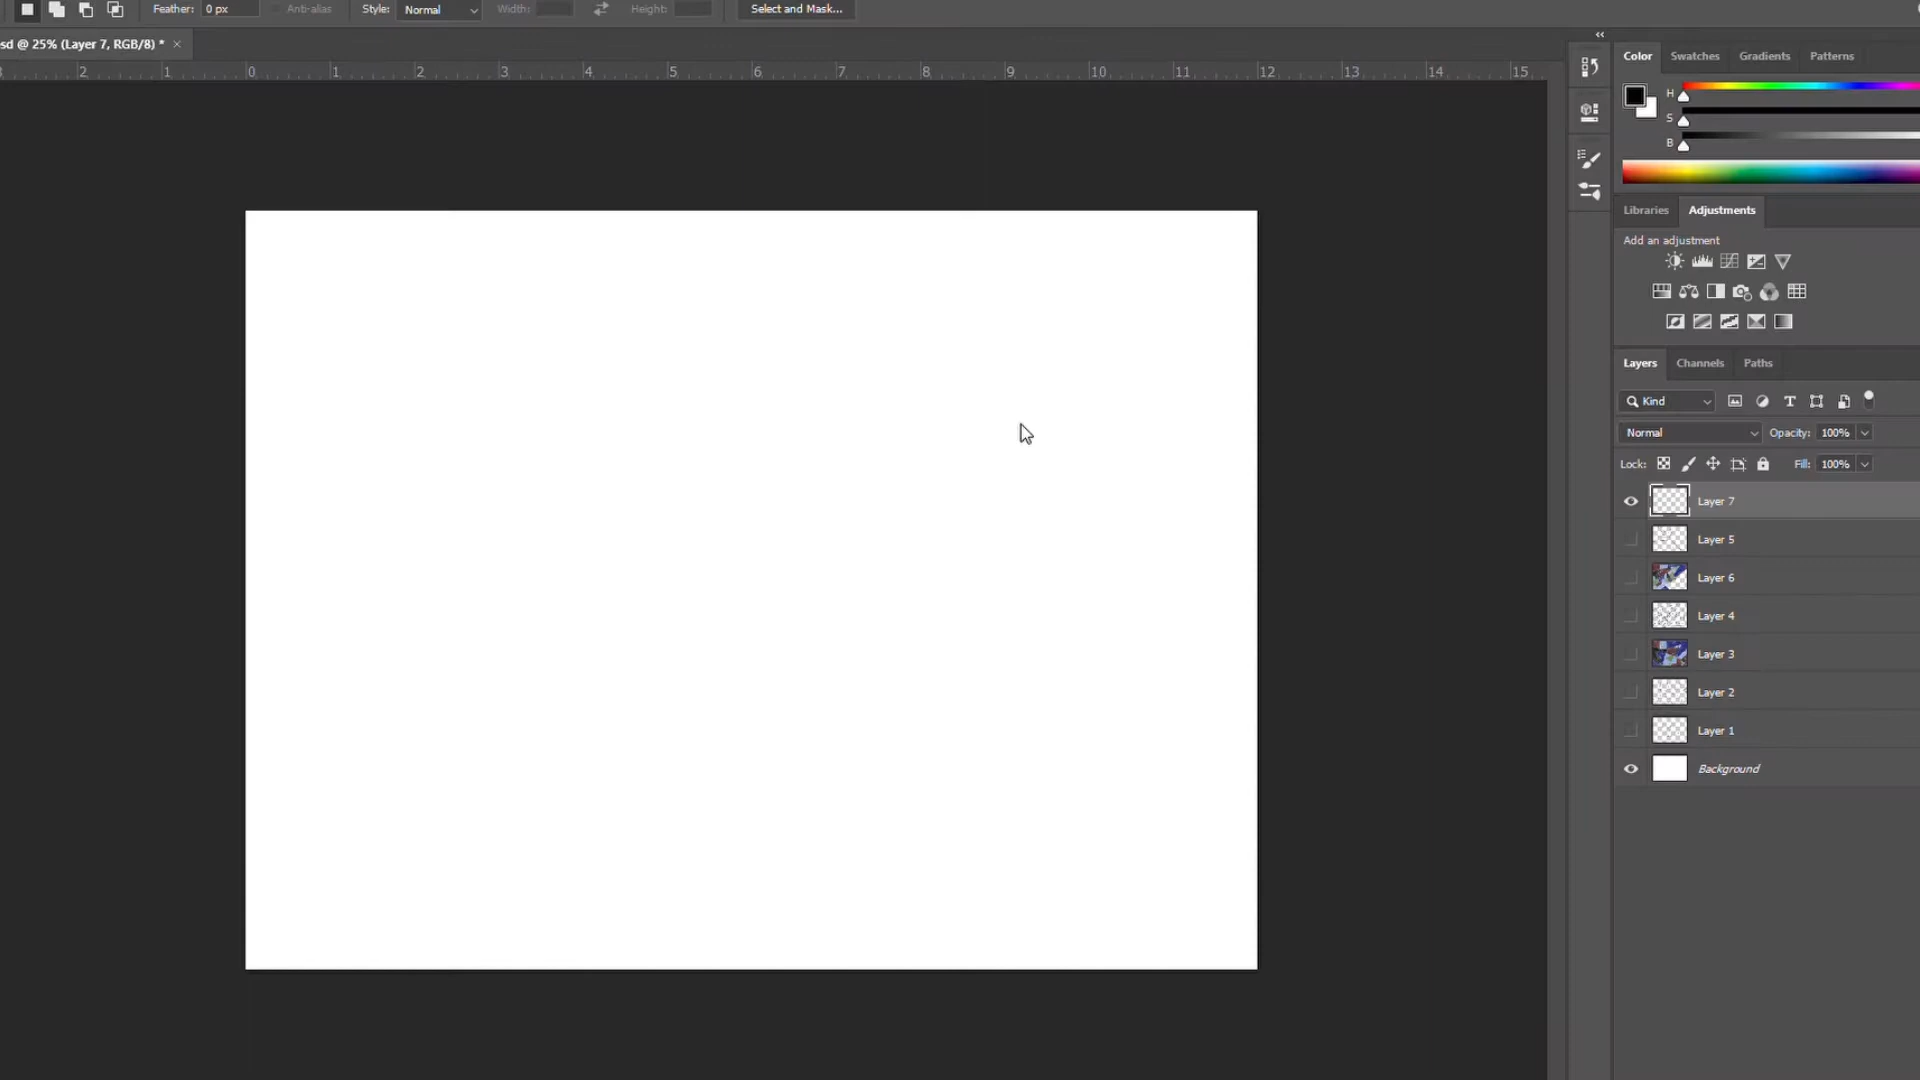 Feather: 0 px Anti-alias Style: Normal Width: Height: Select and Mask...
sd @ 25% (Layer 7, RGB/8) * ×
2 1 0 1 2 3 4 5 6 7 8 9 10 11 12 13 14 15
Color Swatches Gradients Patterns
H
S
B
Libraries Adjustments
Add an adjustment
Layers Channels Paths
Kind
Normal Opacity: 100%
Lock: Fill: 100%
Layer 7
Layer 5
Layer 6
Layer 4
Layer 3
Layer 2
Layer 1
Background